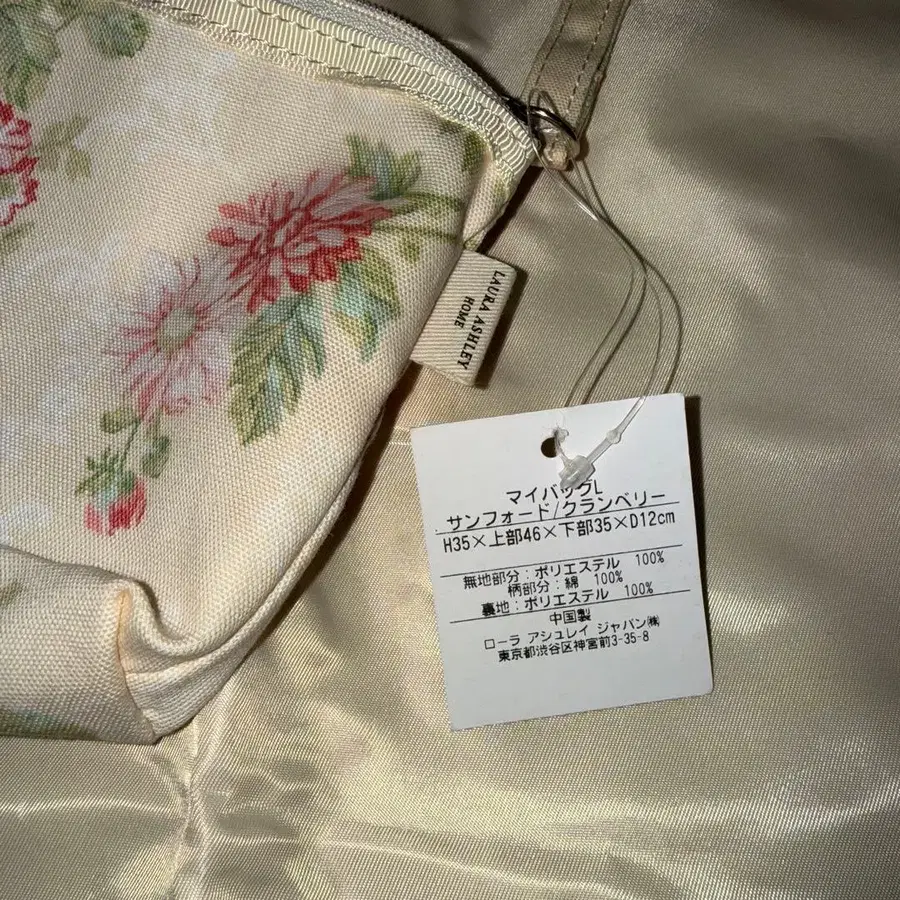 LAURA ASHLEY
HOME
マイバッグL
サンフォード/クランベリー
H35×上部46×下部35×D12cm
無地部分:ポリエステル 100%
柄部分:綿 100%
裏地:ポリエステル 100%
中国製
ローラ アシュレイ ジャパン㈱
東京都渋谷区神宮前3-35-8